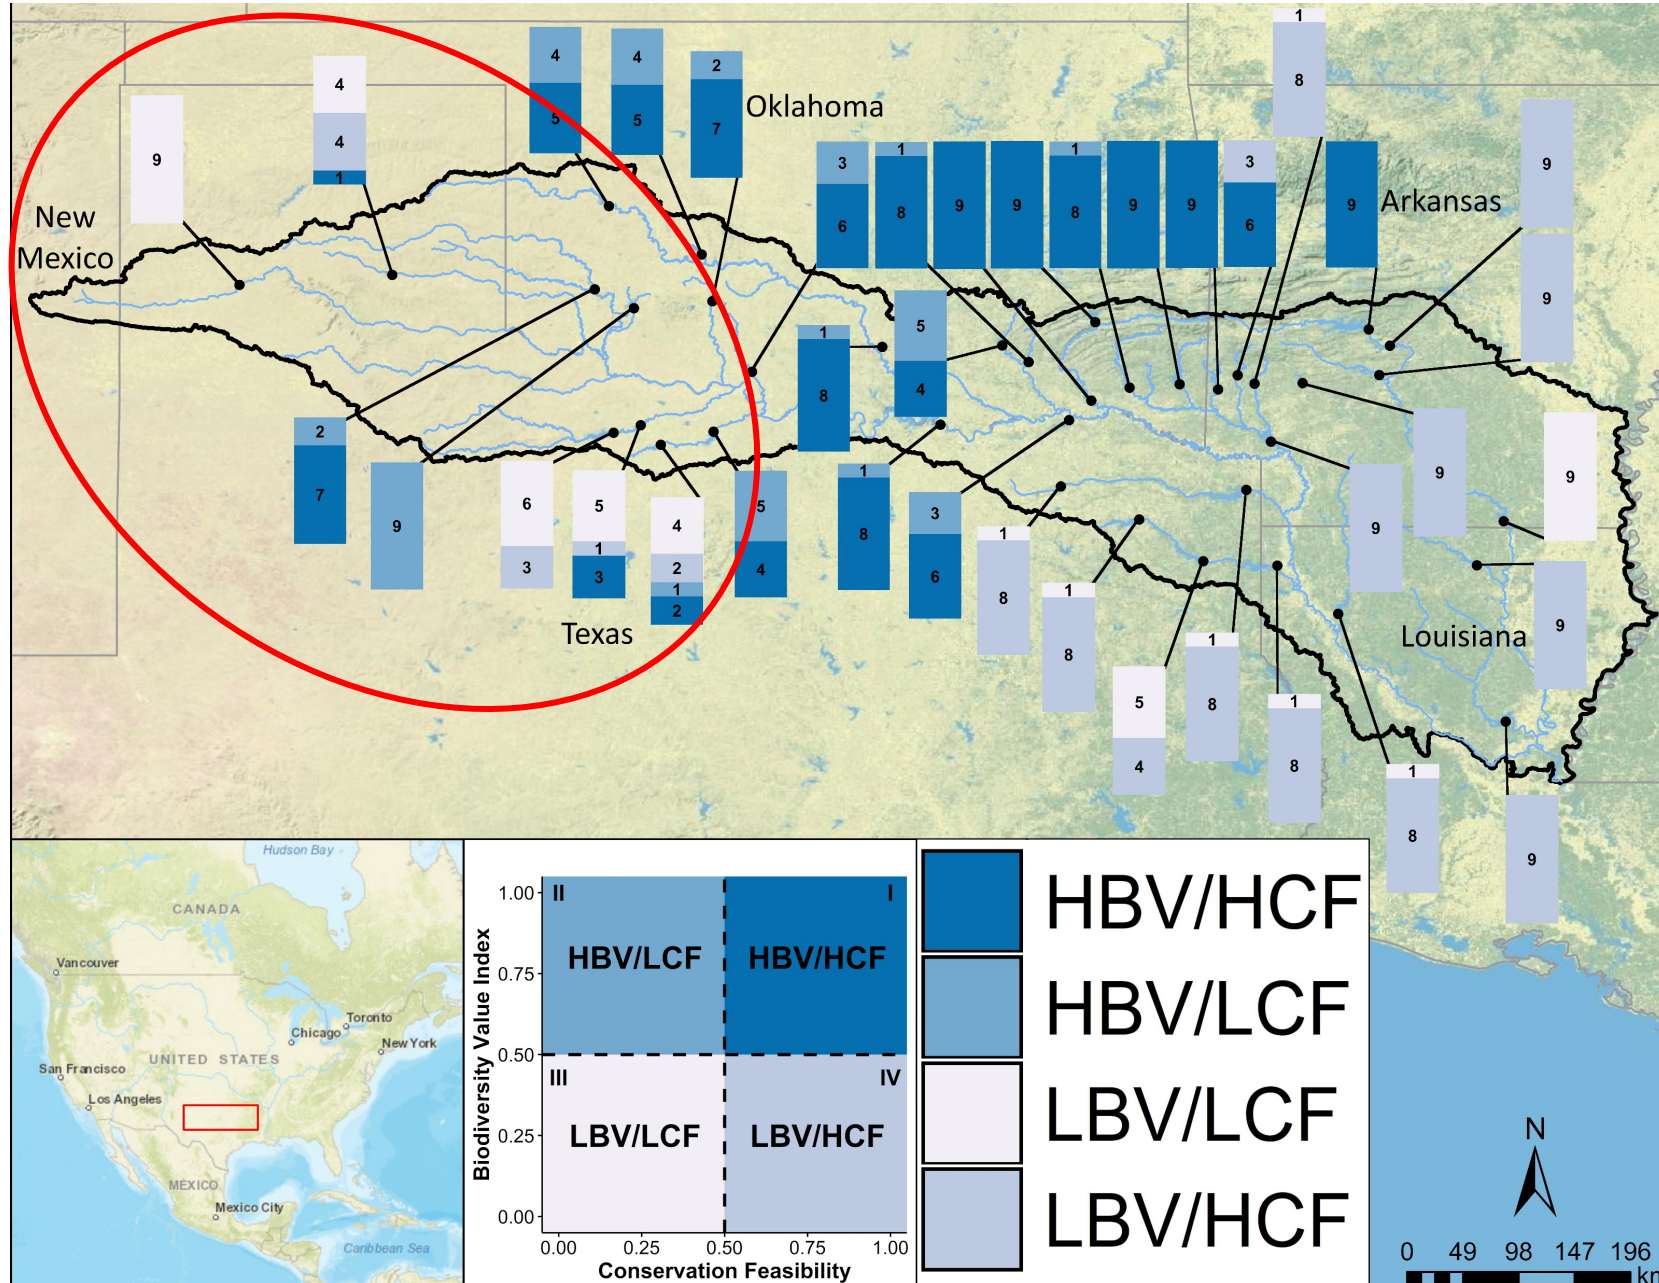 New
Mexico
Oklahoma
Arkansas
Texas
Louisiana
9
4
4
1
4
5
4
5
2
7
3
6
1
8
9
9
1
8
9
9
3
6
1
8
9
9
9
1
8
5
4
2
7
9
6
3
5
1
3
4
2
1
2
5
4
1
8
3
6
1
8
1
8
5
4
1
8
1
8
9
9
9
9
1
8
9
Hudson Bay
CANADA
Vancouver
Toronto
Chicago
New York
UNITED STATES
San Francisco
Los Angeles
MÉXICO
Mexico City
Caribbean Sea
Biodiversity Value Index
1.00
0.75
0.50
0.25
0.00
II
I
HBV/LCF
HBV/HCF
III
IV
LBV/LCF
LBV/HCF
0.00
0.25
0.50
0.75
1.00
Conservation Feasibility
HBV/HCF
HBV/LCF
LBV/LCF
LBV/HCF
N
0 49 98 147 196
km